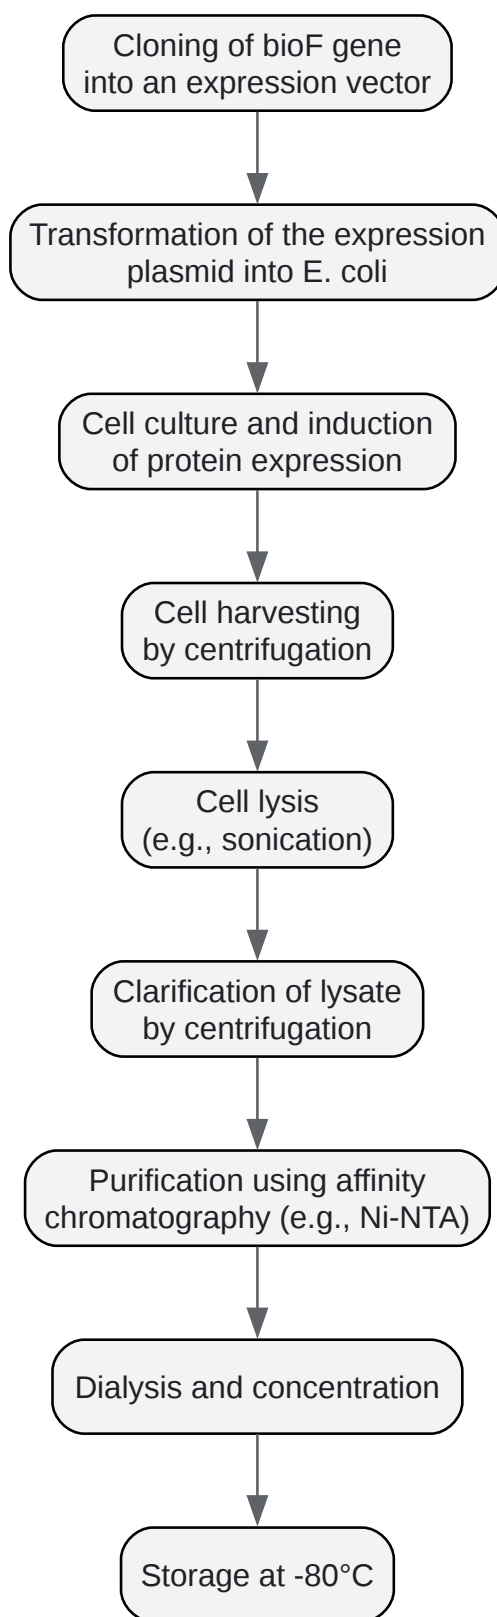 Cloning of bioF gene
into an expression vector
Transformation of the expression
plasmid into E. coli
Cell culture and induction
of protein expression
Cell harvesting
by centrifugation
Cell lysis
(e.g., sonication)
Clarification of lysate
by centrifugation
Purification using affinity
chromatography (e.g., Ni-NTA)
Dialysis and concentration
Storage at -80°C